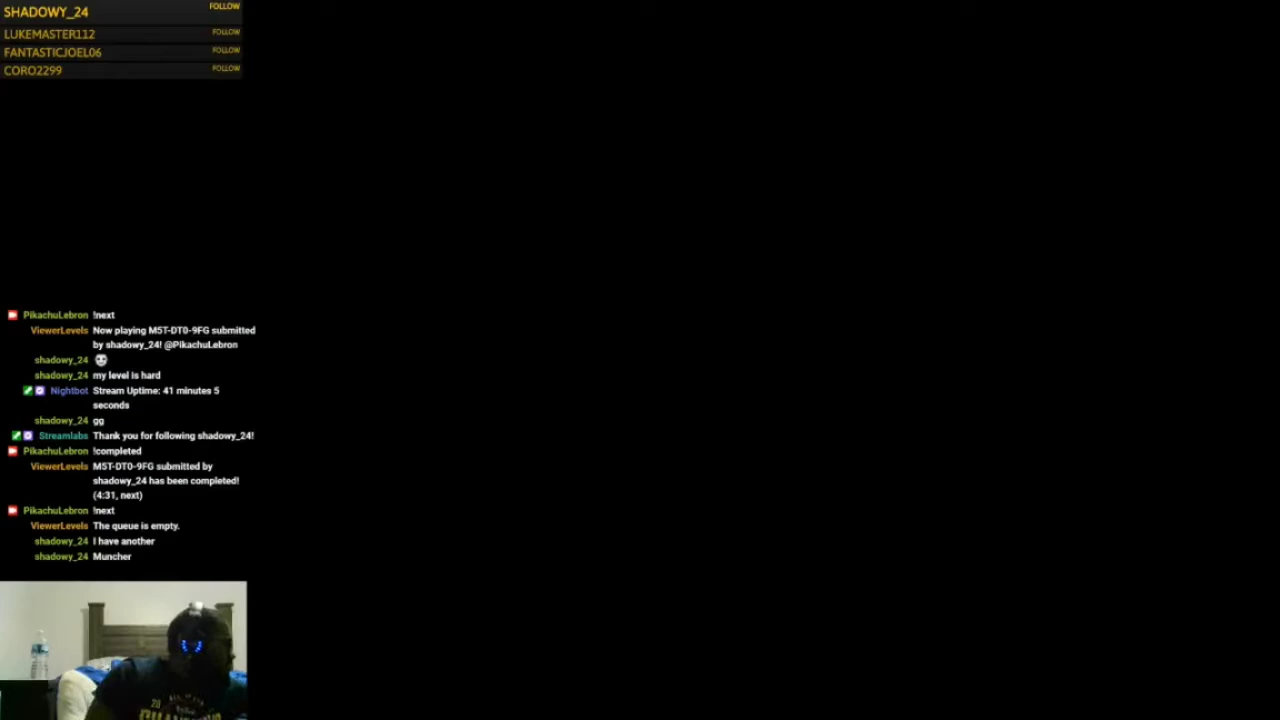 SHADOWY_24 FOLLOW
LUKEMASTER112 FOLLOW
FANTASTICJOEL06 FOLLOW
CORO2299 FOLLOW
PikachuLebron !next
ViewerLevels Now playing M5T-DT0-9FG submitted
by shadowy_24! @PikachuLebron
shadowy_24
shadowy_24 my level is hard
Nightbot Stream Uptime: 41 minutes 5
seconds
shadowy_24 gg
Streamlabs Thank you for following shadowy_24!
PikachuLebron !completed
ViewerLevels M5T-DT0-9FG submitted by
shadowy_24 has been completed!
(4:31, next)
PikachuLebron !next
ViewerLevels The queue is empty.
shadowy_24 I have another
shadowy_24 Muncher
20